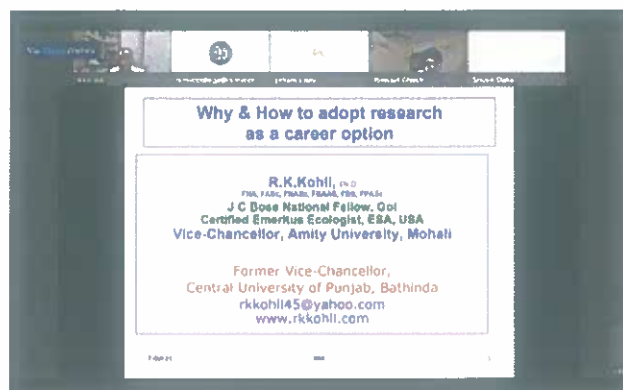 Why & How to adopt research
as a career option
R.K.Kohli, Ph.D
J C Bose National Fellow, GoI
Certified Emeritus Ecologist, ESA, USA
Vice-Chancellor, Amity University, Mohali
Former Vice-Chancellor,
Central University of Punjab, Bathinda
rkkohli45@yahoo.com
www.rkkohli.com